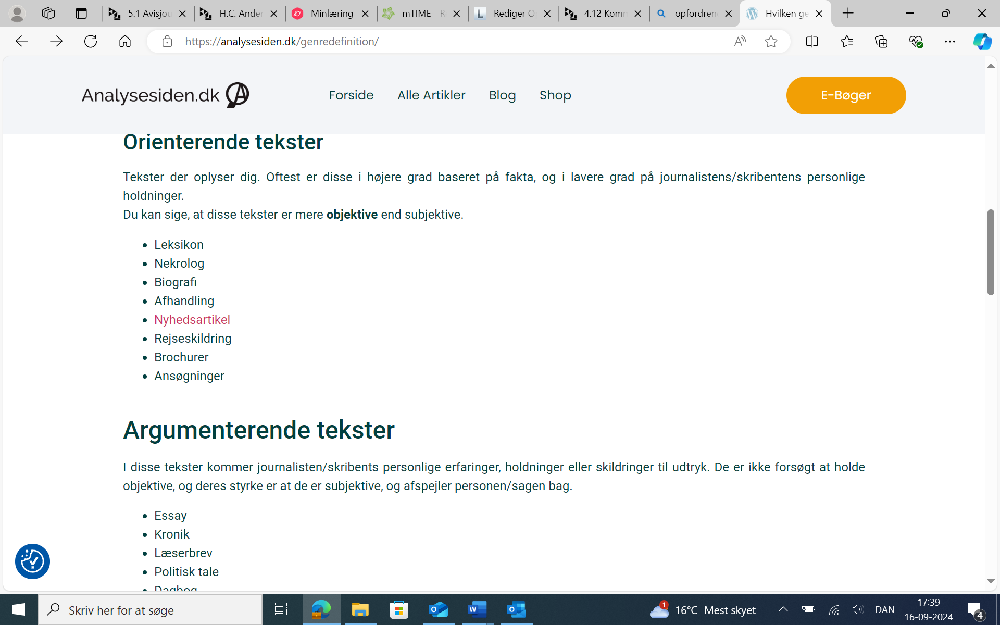 5.1 Avisjou
H.C. Ander
Minlæring
mTIME - R
Rediger O
4.12 Komm
opfordren
Hvilken ge
https://analysesiden.dk/genredefinition/
Analysesiden.dk
Forside
Alle Artikler
Blog
Shop
E-Bøger
Orienterende tekster
Tekster der oplyser dig. Oftest er disse i højere grad baseret på fakta, og i lavere grad på journalistens/skribentens personlige
holdninger.
Du kan sige, at disse tekster er mere objektive end subjektive.
Leksikon
Nekrolog
Biografi
Afhandling
Nyhedsartikel
Rejseskildring
Brochurer
Ansøgninger
Argumenterende tekster
I disse tekster kommer journalisten/skribents personlige erfaringer, holdninger eller skildringer til udtryk. De er ikke forsøgt at holde
objektive, og deres styrke er at de er subjektive, og afspejler personen/sagen bag.
Essay
Kronik
Læserbrev
Politisk tale
Dagbog
Skriv her for at søge
1
16°C Mest skyet
DAN
17:39
16-09-2024
4